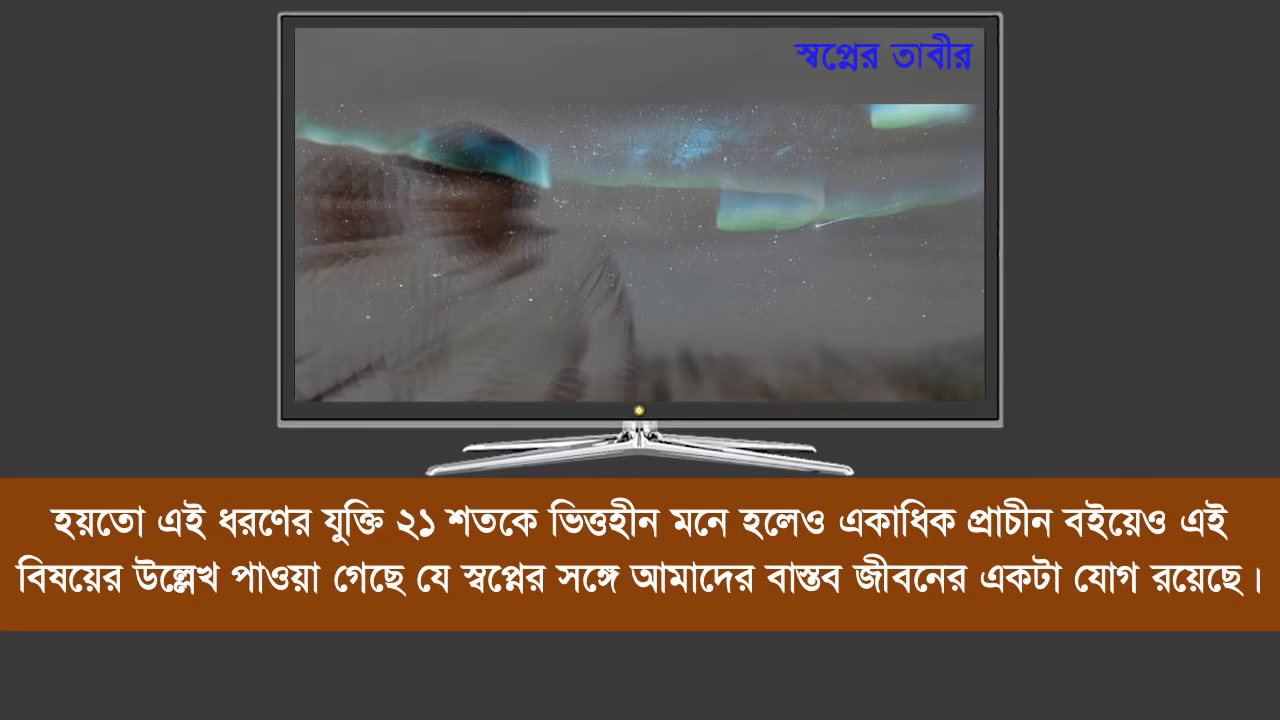 স্বপ্নের তাবীর
হয়তো এই ধরণের যুক্তি ২১ শতকে ভিত্তহীন মনে হলেও একাধিক প্রাচীন বইয়েও এই
বিষয়ের উল্লেখ পাওয়া গেছে যে স্বপ্নের সঙ্গে আমাদের বাস্তব জীবনের একটা যোগ রয়েছে।